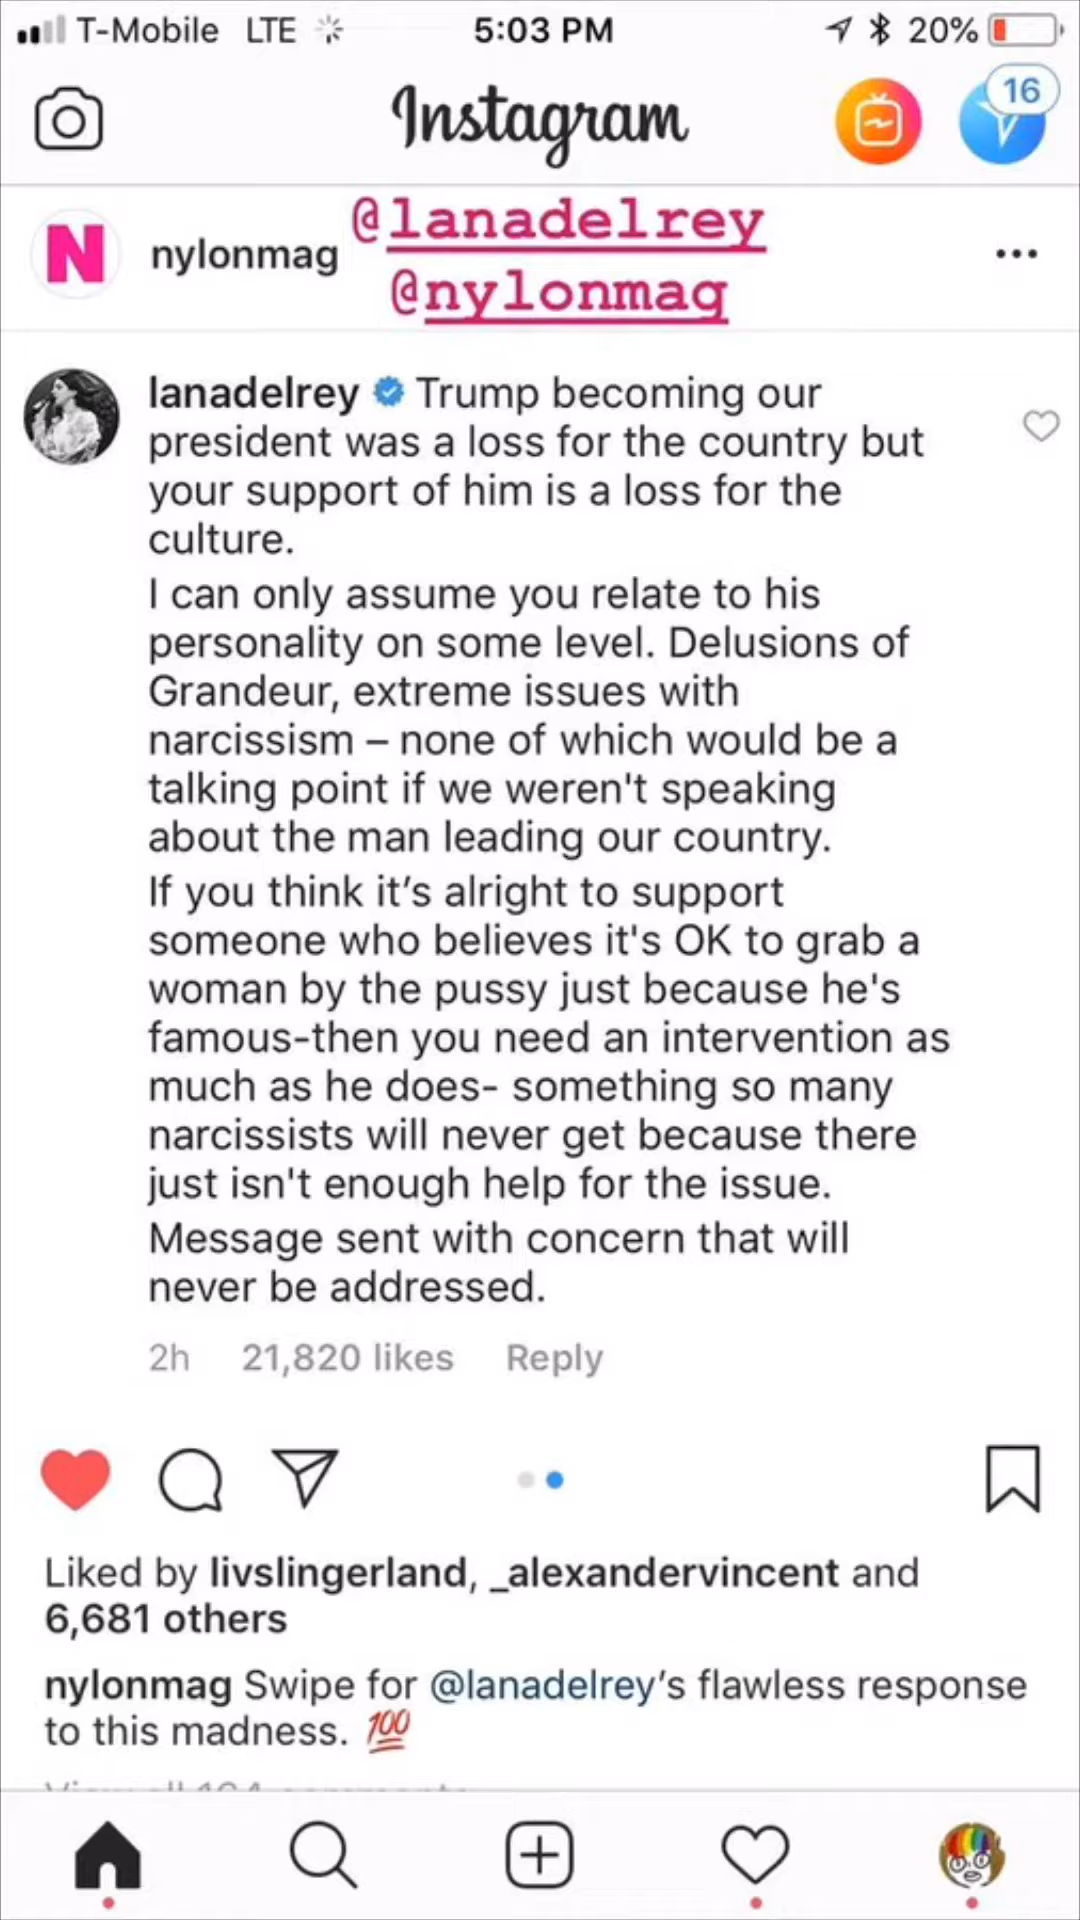 T-Mobile LTE 5:03 PM 20%
Instagram
16
N nylonmag
@lanadelrey
@nylonmag
lanadelrey Trump becoming our
president was a loss for the country but
your support of him is a loss for the
culture.
I can only assume you relate to his
personality on some level. Delusions of
Grandeur, extreme issues with
narcissism – none of which would be a
talking point if we weren't speaking
about the man leading our country.
If you think it’s alright to support
someone who believes it's OK to grab a
woman by the pussy just because he's
famous-then you need an intervention as
much as he does- something so many
narcissists will never get because there
just isn't enough help for the issue.
Message sent with concern that will
never be addressed.
2h 21,820 likes Reply
Liked by livslingerland, _alexandervincent and
6,681 others
nylonmag Swipe for @lanadelrey’s flawless response
to this madness. 💯